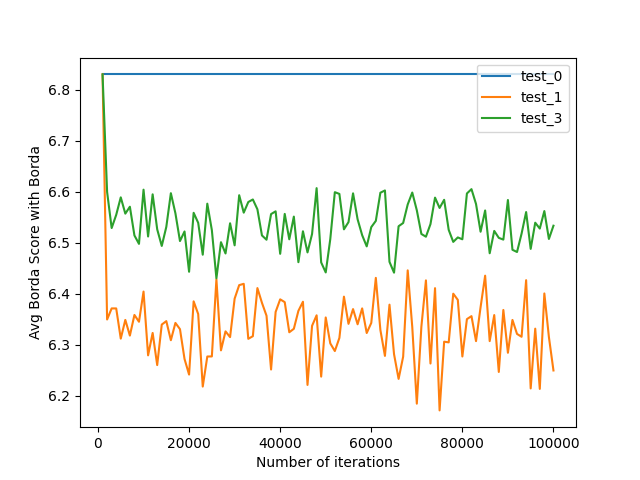 test_0
test_1
test_3
6.8
6.7
6.6
6.5
6.4
6.3
6.2
Avg Borda Score with Borda
0 20000 40000 60000 80000 100000
Number of iterations